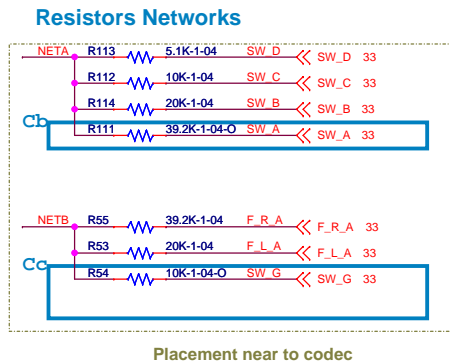 Resistors Networks
NETA R113 5.1K-1-04 SW_D SW_D 33
R112 10K-1-04 SW_C SW_C 33
R114 20K-1-04 SW_B SW_B 33
Cb
R111 39.2K-1-04-O SW_A SW_A 33
NETB R55 39.2K-1-04 F_R_A F_R_A 33
R53 20K-1-04 F_L_A F_L_A 33
Cc
R54 10K-1-04-O SW_G SW_G 33
Placement near to codec